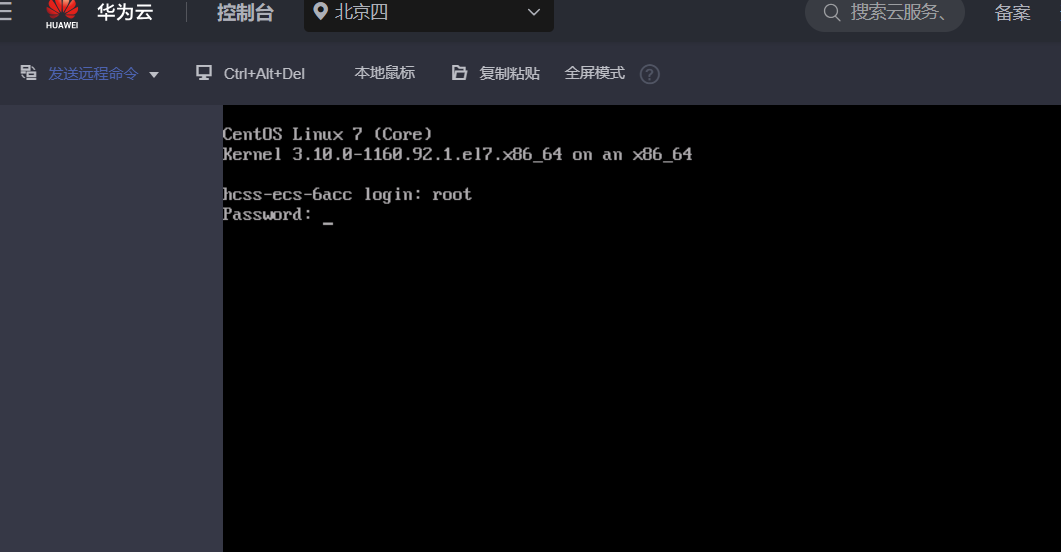 HUAWEI
华为云
控制台
北京四
搜索云服务、
备案
发送远程命令
Ctrl+Alt+Del
本地鼠标
复制粘贴
全屏模式
?
CentOS Linux 7 (Core)
Kernel 3.10.0-1160.92.1.el7.x86_64 on an x86_64
hcss-ecs-6acc login: root
Password: _